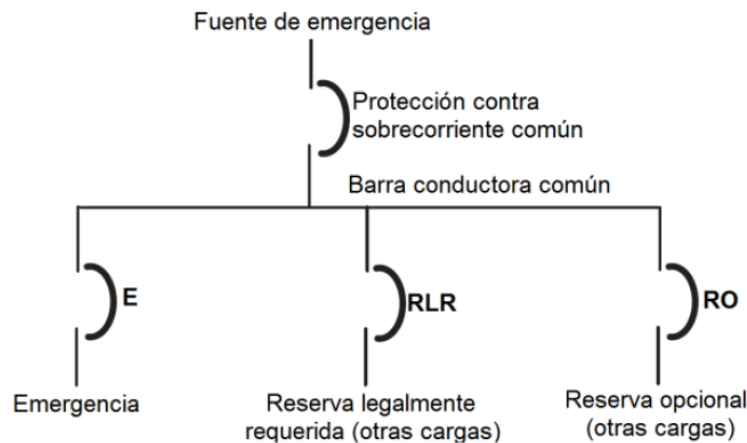 Fuente de emergencia
Protección contra
sobrecorriente común
Barra conductora común
E
RLR
RO
Emergencia
Reserva legalmente
requerida (otras cargas)
Reserva opcional
(otras cargas)